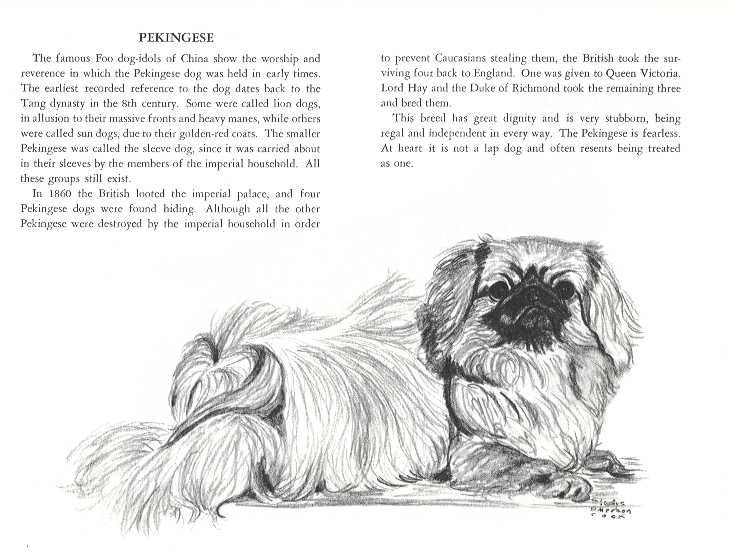 PEKINGESE
The famous Foo dog-idols of China show the worship and
reverence in which the Pekingese dog was held in early times.
The earliest recorded reference to the dog dates back to the
Tang dynasty in the 8th century. Some were called lion dogs,
in allusion to their massive fronts and heavy manes, while others
were called sun dogs, due to their golden-red coats. The smaller
Pekingese was called the sleeve dog, since it was carried about
in their sleeves by the members of the imperial household. All
these groups still exist.
In 1860 the British looted the imperial palace, and four
Pekingese dogs were found hiding. Although all the other
Pekingese were destroyed by the imperial household in order
to prevent Caucasians stealing them, the British took the sur-
viving four back to England. One was given to Queen Victoria.
Lord Hay and the Duke of Richmond took the remaining three
and bred them.
This breed has great dignity and is very stubborn, being
regal and independent in every way. The Pekingese is fearless.
At heart it is not a lap dog and often resents being treated
as one.
Gladys
Emerson
Cook